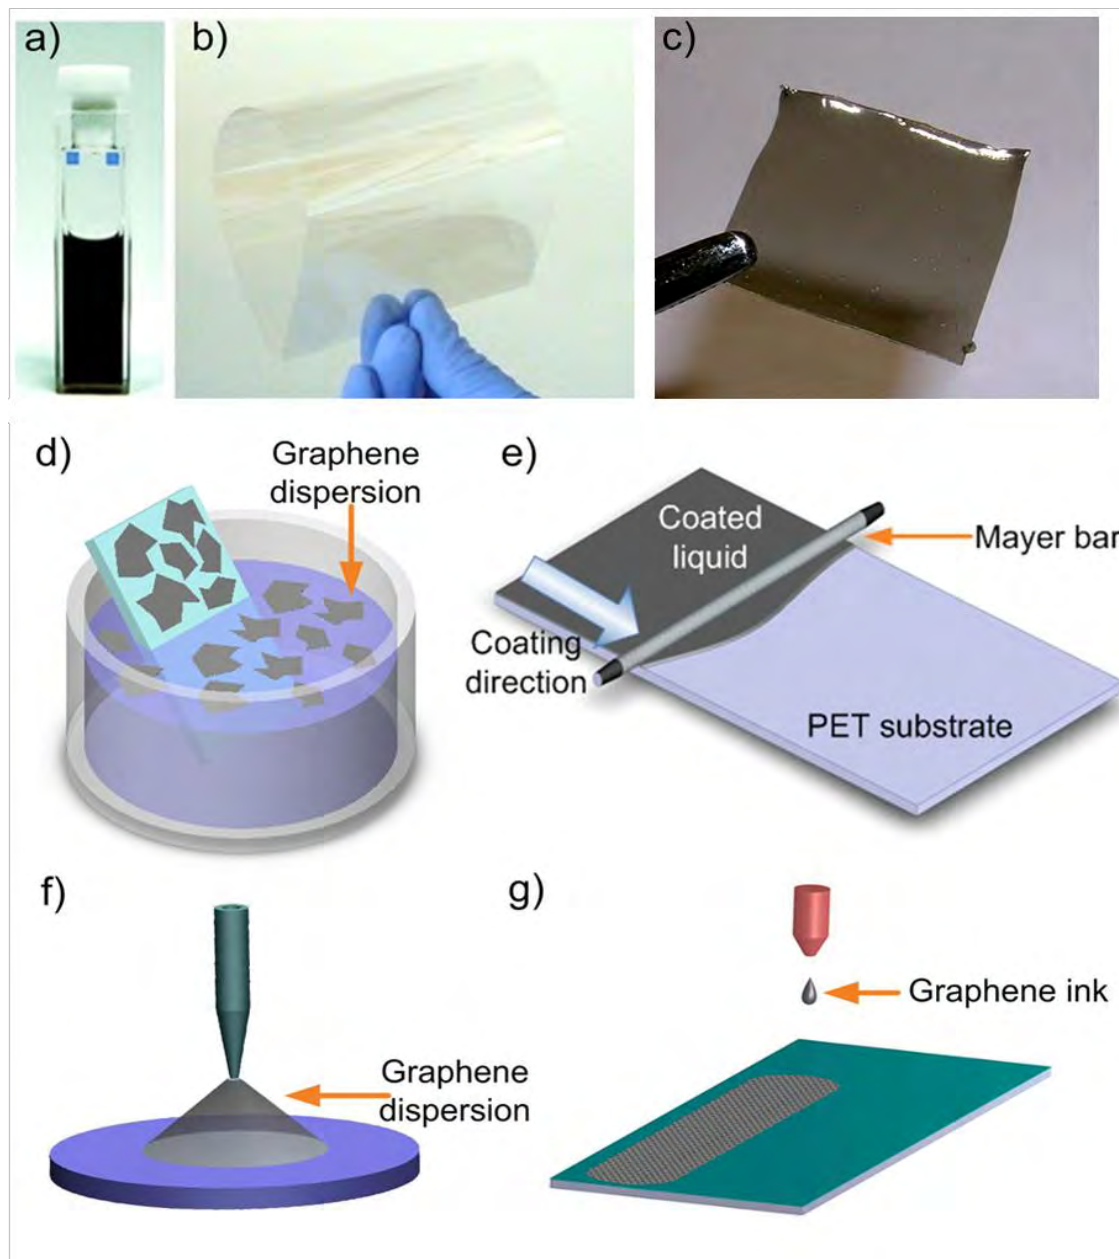 a)
b)
c)
d)
Graphene
dispersion
e)
Coated
liquid
Mayer bar
Coating
direction
PET substrate
f)
Graphene
dispersion
g)
Graphene ink